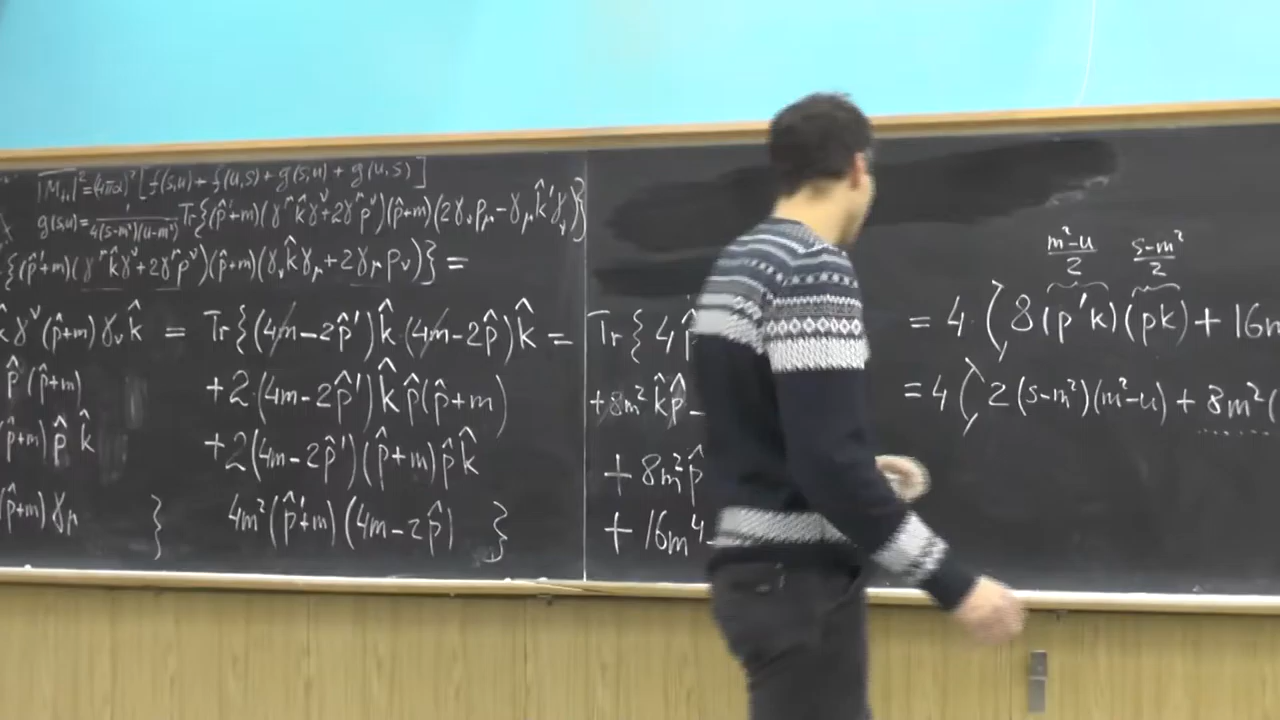 |M_{fi}|² = (4πα)² [f(s,u) + f(u,s) + g(s,u) + g(u,s)]
g(s,u) = 1/4(s-m²)(u-m²) Tr{(p̂'+m)(γ^μ k̂ γ^ν + 2γ^μ p^ν)(p̂+m)(2γ_ν p_μ - γ_μ k̂' γ_ν)}
{(p̂'+m)(γ^μ k̂ γ^ν + 2γ^μ p^ν)(p̂+m)(γ_ν k̂ γ_μ + 2γ_μ p_ν)} =
k̂ γ^ν (p̂+m) γ_ν k̂ = Tr{(4m - 2p̂') k̂ · (4m - 2p̂) k̂ =
p̂ (p̂+m) + 2·(4m - 2p̂') k̂ p̂ (p̂+m)
(p̂+m) p̂ k̂ + 2(4m - 2p̂')(p̂+m) p̂ k̂
(p̂+m) γ_μ } 4m² (p̂'+m)(4m - 2p̂) }
Tr{ 4
+ 8m² k̂ p̂ -
+ 8m² p̂
+ 16m⁴
m²-u/2 s-m²/2
= 4 · (8 (p'k)(pk) + 16m
= 4 (2 (s-m²)(m²-u) + 8m² (